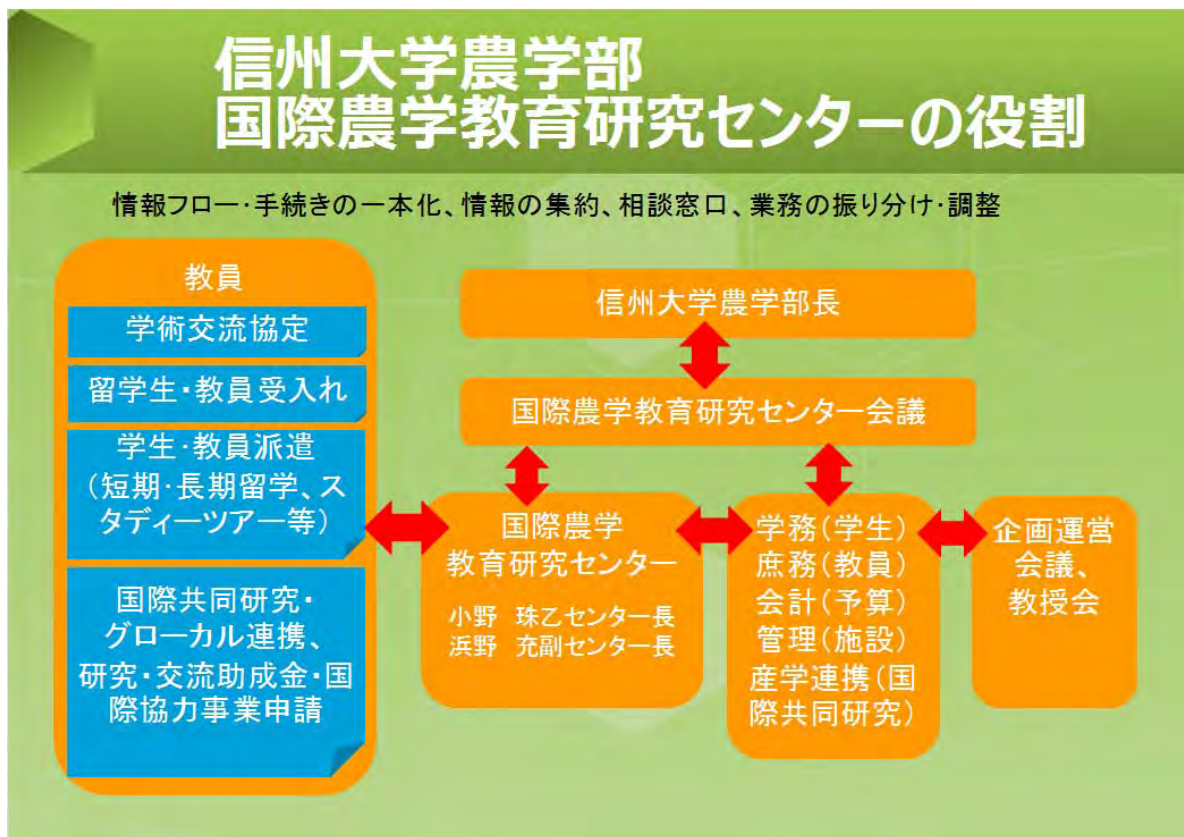 信州大学農学部
国際農学教育研究センターの役割
情報フロー・手続きの一本化、情報の集約、相談窓口、業務の振り分け・調整
教員
学術交流協定
留学生・教員受入れ
学生・教員派遣
（短期・長期留学、ス
タディーツアー等）
国際共同研究・
グローカル連携、
研究・交流助成金・国
際協力事業申請
信州大学農学部長
国際農学教育研究センター会議
国際農学
教育研究センター
小野　珠乙センター長
浜野　充副センター長
学務（学生）
庶務（教員）
会計（予算）
管理（施設）
産学連携（国
際共同研究）
企画運営
会議、
教授会